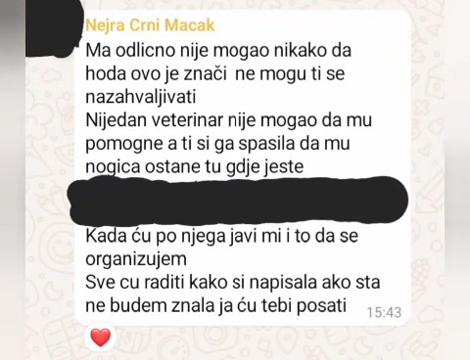 Nejra Crni Macak
Ma odlicno nije mogao nikako da
hoda ovo je znači ne mogu ti se
nazahvaljivati
Nijedan veterinar nije mogao da mu
pomogne a ti si ga spasila da mu
nogica ostane tu gdje jeste
Kada ću po njega javi mi i to da se
organizujem
Sve cu raditi kako si napisala ako sta
ne budem znala ja ću tebi posati
15:43